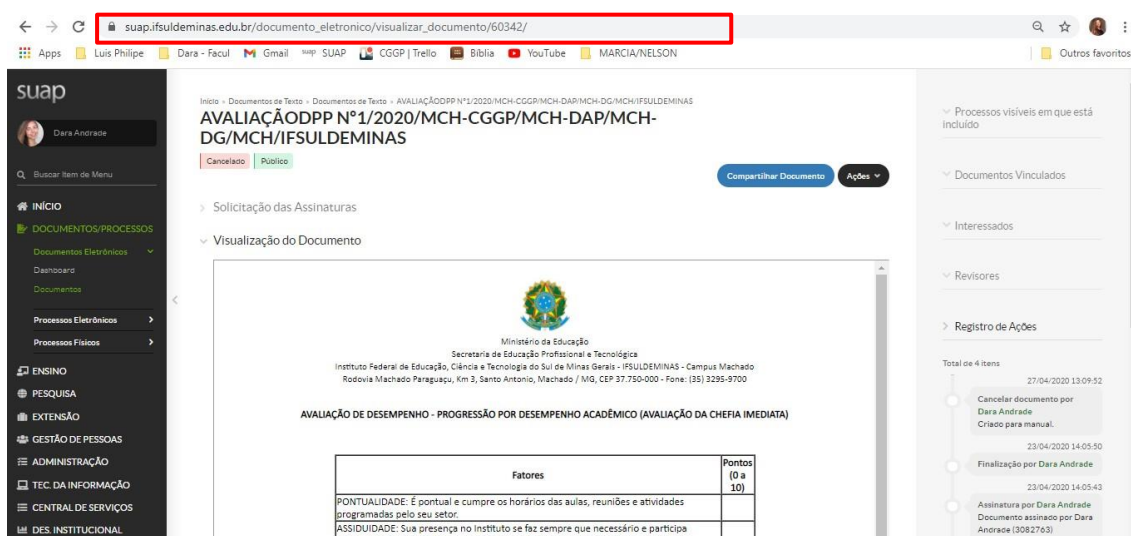 suap.ifsuldeminas.edu.br/documento_eletronico/visualizar_documento/60342/
Apps Luis Philipe Dara - Facul Gmail suap SUAP CGGP | Trello Bíblia YouTube MARCIA/NELSON Outros favoritos
suap
Dara Andrade
Buscar Item de Menu
INÍCIO
DOCUMENTOS/PROCESSOS
Documentos Eletrônicos
Dashboard
Documentos
Processos Eletrônicos
Processos Físicos
ENSINO
PESQUISA
EXTENSÃO
GESTÃO DE PESSOAS
ADMINISTRAÇÃO
TEC. DA INFORMAÇÃO
CENTRAL DE SERVIÇOS
DES. INSTITUCIONAL
Início » Documentos de Texto » Documentos de Texto » AVALIAÇÃODPP Nº1/2020/MCH-CGGP/MCH-DAP/MCH-DG/MCH/IFSULDEMINAS
AVALIAÇÃODPP Nº1/2020/MCH-CGGP/MCH-DAP/MCH-
DG/MCH/IFSULDEMINAS
Cancelado Público
Compartilhar Documento Ações
Solicitação das Assinaturas
Visualização do Documento
Ministério da Educação
Secretaria de Educação Profissional e Tecnológica
Instituto Federal de Educação, Ciência e Tecnologia do Sul de Minas Gerais - IFSULDEMINAS - Campus Machado
Rodovia Machado Paraguaçu, Km 3, Santo Antonio, Machado / MG, CEP 37.750-000 - Fone: (35) 3295-9700
AVALIAÇÃO DE DESEMPENHO - PROGRESSÃO POR DESEMPENHO ACADÊMICO (AVALIAÇÃO DA CHEFIA IMEDIATA)
Fatores
Pontos
(0 a
10)
PONTUALIDADE: É pontual e cumpre os horários das aulas, reuniões e atividades
programadas pelo seu setor.
ASSIDUIDADE: Sua presença no Instituto se faz sempre que necessário e participa
Processos visíveis em que está
incluído
Documentos Vinculados
Interessados
Revisores
Registro de Ações
Total de 4 itens
27/04/2020 13:09:52
Cancelar documento por
Dara Andrade
Criado para manual.
23/04/2020 14:05:50
Finalização por Dara Andrade
23/04/2020 14:05:43
Assinatura por Dara Andrade
Documento assinado por Dara
Andrade (3082763)